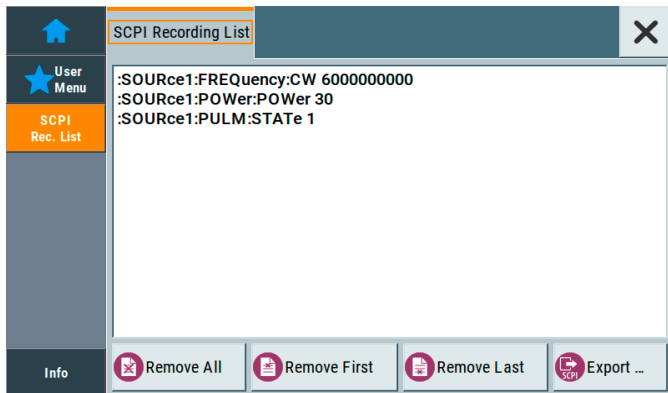 SCPI Recording List
User
Menu
SCPI
Rec. List
:SOURce1:FREQuency:CW 6000000000
:SOURce1:POWer:POWer 30
:SOURce1:PULM:STATe 1
Info
Remove All
Remove First
Remove Last
SCPI
Export ...